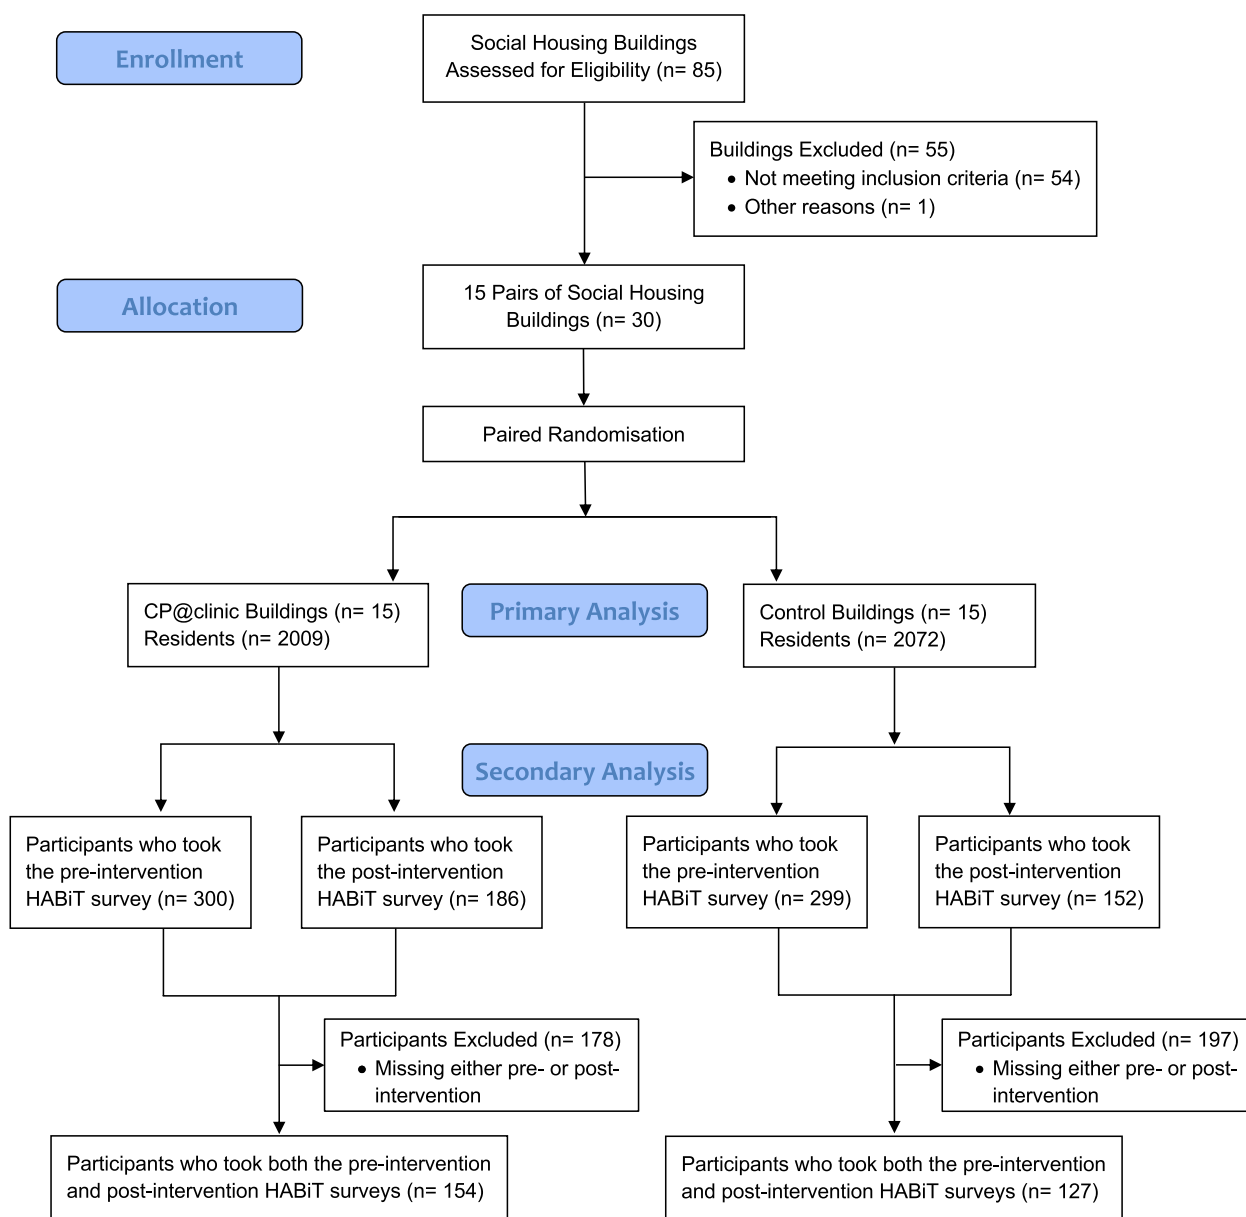 Enrollment
Social Housing Buildings
Assessed for Eligibility (n= 85)
Buildings Excluded (n= 55)
• Not meeting inclusion criteria (n= 54)
• Other reasons (n= 1)
Allocation
15 Pairs of Social Housing
Buildings (n= 30)
Paired Randomisation
CP@clinic Buildings (n= 15)
Residents (n= 2009)
Primary Analysis
Control Buildings (n= 15)
Residents (n= 2072)
Secondary Analysis
Participants who took
the pre-intervention
HABiT survey (n= 300)
Participants who took
the post-intervention
HABiT survey (n= 186)
Participants who took
the pre-intervention
HABiT survey (n= 299)
Participants who took
the post-intervention
HABiT survey (n= 152)
Participants Excluded (n= 178)
• Missing either pre- or post-
intervention
Participants Excluded (n= 197)
• Missing either pre- or post-
intervention
Participants who took both the pre-intervention
and post-intervention HABiT surveys (n= 154)
Participants who took both the pre-intervention
and post-intervention HABiT surveys (n= 127)